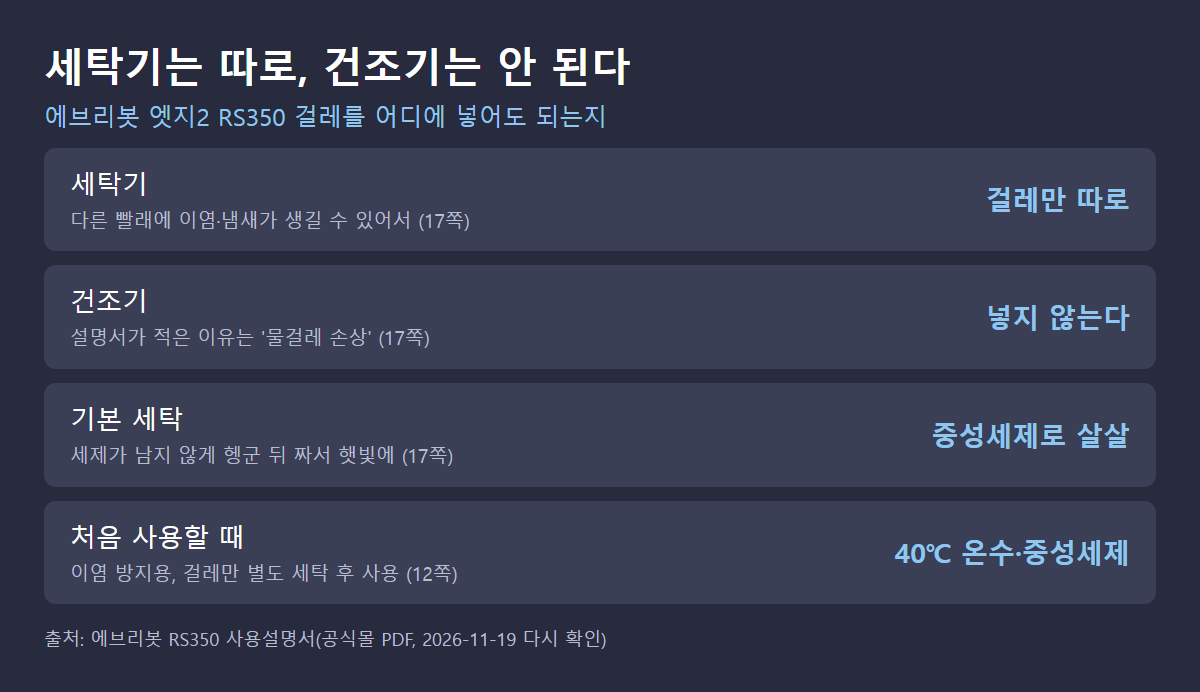 세탁기는 따로, 건조기는 안 된다
에브리봇 엣지2 RS350 걸레를 어디에 넣어도 되는지
세탁기
다른 빨래에 이염·냄새가 생길 수 있어서 (17쪽)
걸레만 따로
건조기
설명서가 적은 이유는 '물걸레 손상' (17쪽)
넣지 않는다
기본 세탁
세제가 남지 않게 헹군 뒤 짜서 햇빛에 (17쪽)
중성세제로 살살
처음 사용할 때
이염 방지용, 걸레만 별도 세탁 후 사용 (12쪽)
40℃ 온수·중성세제
출처: 에브리봇 RS350 사용설명서(공식몰 PDF, 2026-11-19 다시 확인)